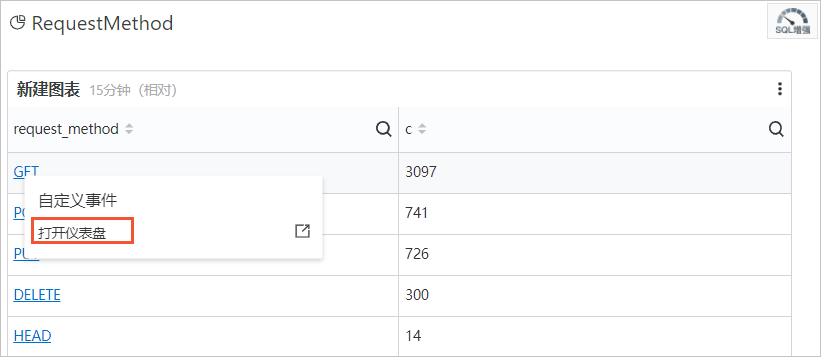 RequestMethod
SQL增强
新建图表 15分钟（相对）
request_method c
GET 3097
自定义事件
741
打开仪表盘
726
DELETE 300
HEAD 14